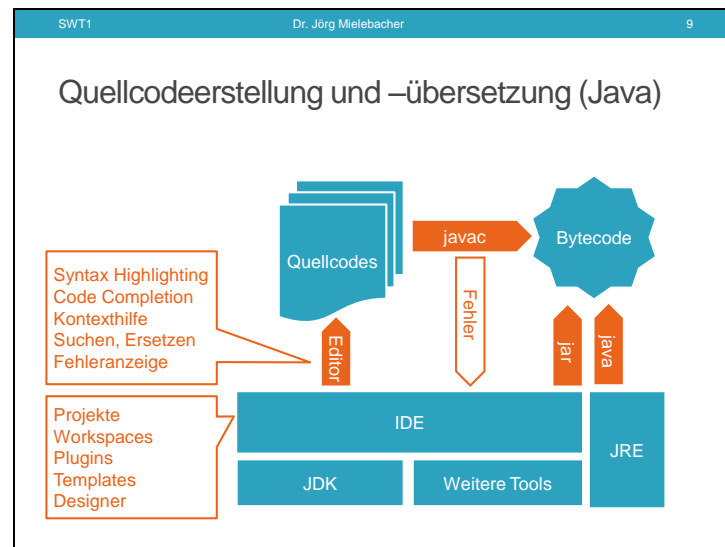 SWT1
Dr. Jörg Mielebacher
9
Quellcodeerstellung und –übersetzung (Java)
Quellcodes
javac
Bytecode
Syntax Highlighting
Code Completion
Kontexthilfe
Suchen, Ersetzen
Fehleranzeige
Editor
Fehler
jar
java
Projekte
Workspaces
Plugins
Templates
Designer
IDE
JRE
JDK
Weitere Tools